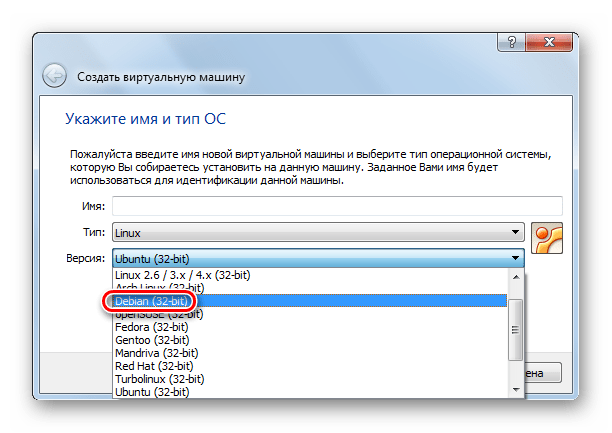 ?
Создать виртуальную машину
Укажите имя и тип ОС
Пожалуйста введите имя новой виртуальной машины и выберите тип операционной системы,
которую Вы собираетесь установить на данную машину. Заданное Вами имя будет
использоваться для идентификации данной машины.
Имя:
Тип: Linux
Версия: Ubuntu (32-bit)
Linux 2.6 / 3.x / 4.x (32-bit)
Arch Linux (32-bit)
Debian (32-bit)
openSUSE (32-bit)
Fedora (32-bit)
Gentoo (32-bit)
Mandriva (32-bit)
Red Hat (32-bit)
ена
Turbolinux (32-bit)
Ubuntu (32-bit)